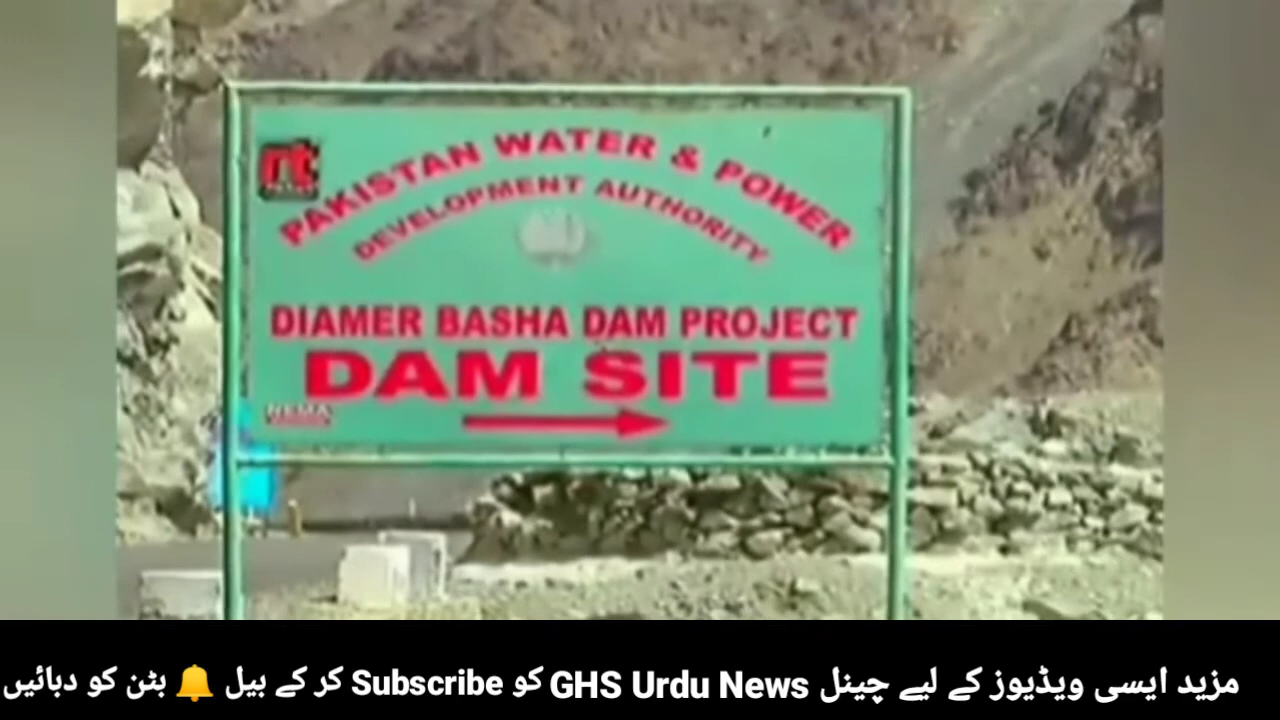 PAKISTAN WATER & POWER
DEVELOPMENT AUTHORITY
DIAMER BASHA DAM PROJECT
DAM SITE
مزید ایسی ویڈیوز کے لیے چینل GHS Urdu News کو Subscribe کر کے بیل 🔔 بٹن کو دبائیں